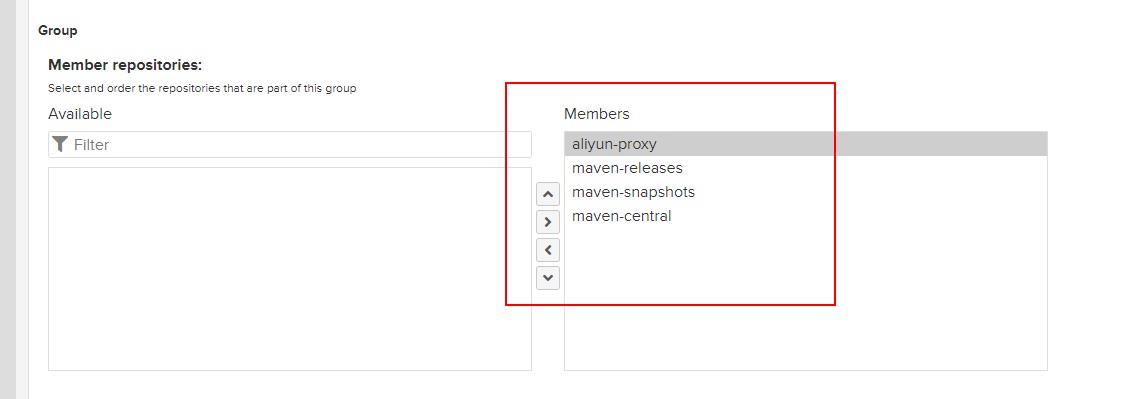 Group
Member repositories:
Select and order the repositories that are part of this group
Available
Members
Filter
aliyun-proxy
maven-releases
maven-snapshots
maven-central